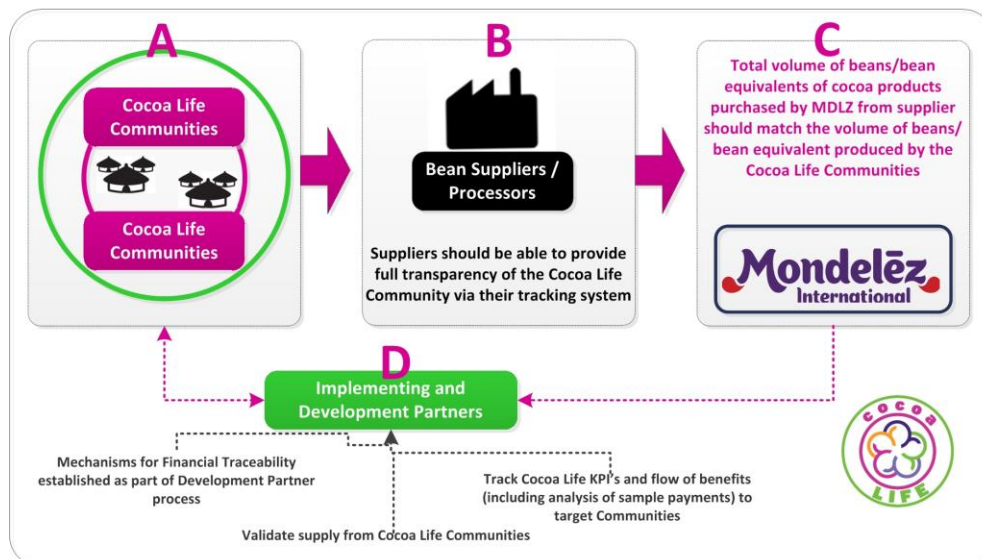 A
Cocoa Life
Communities
Cocoa Life
Communities
B
Bean Suppliers /
Processors
Suppliers should be able to provide
full transparency of the Cocoa Life
Community via their tracking system
C
Total volume of beans/bean
equivalents of cocoa products
purchased by MDLZ from supplier
should match the volume of beans/
bean equivalent produced by the
Cocoa Life Communities
Mondelēz
International
D
Implementing and
Development Partners
Mechanisms for Financial Traceability
established as part of Development Partner
process
Validate supply from Cocoa Life Communities
Track Cocoa Life KPI's and flow of benefits
(including analysis of sample payments) to
target Communities
cocoa
LIFE